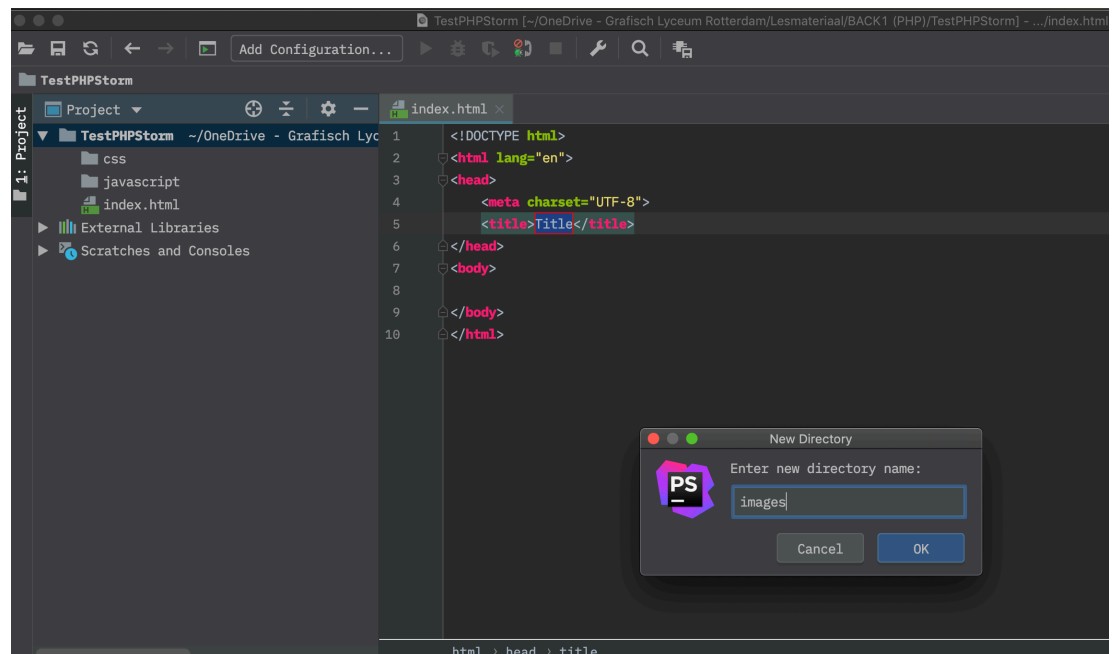 TestPHPStorm [~/OneDrive - Grafisch Lyceum Rotterdam/Lesmateriaal/BACK1 (PHP)/TestPHPStorm] - .../index.html
Add Configuration...
TestPHPStorm
1: Project
Project
index.html
TestPHPStorm ~/OneDrive - Grafisch Lyc
css
javascript
index.html
External Libraries
Scratches and Consoles
1 <!DOCTYPE html>
2 <html lang="en">
3 <head>
4 <meta charset="UTF-8">
5 <title>Title</title>
6 </head>
7 <body>
8
9 </body>
10 </html>
New Directory
PS
Enter new directory name:
images
Cancel
OK
html › head › title